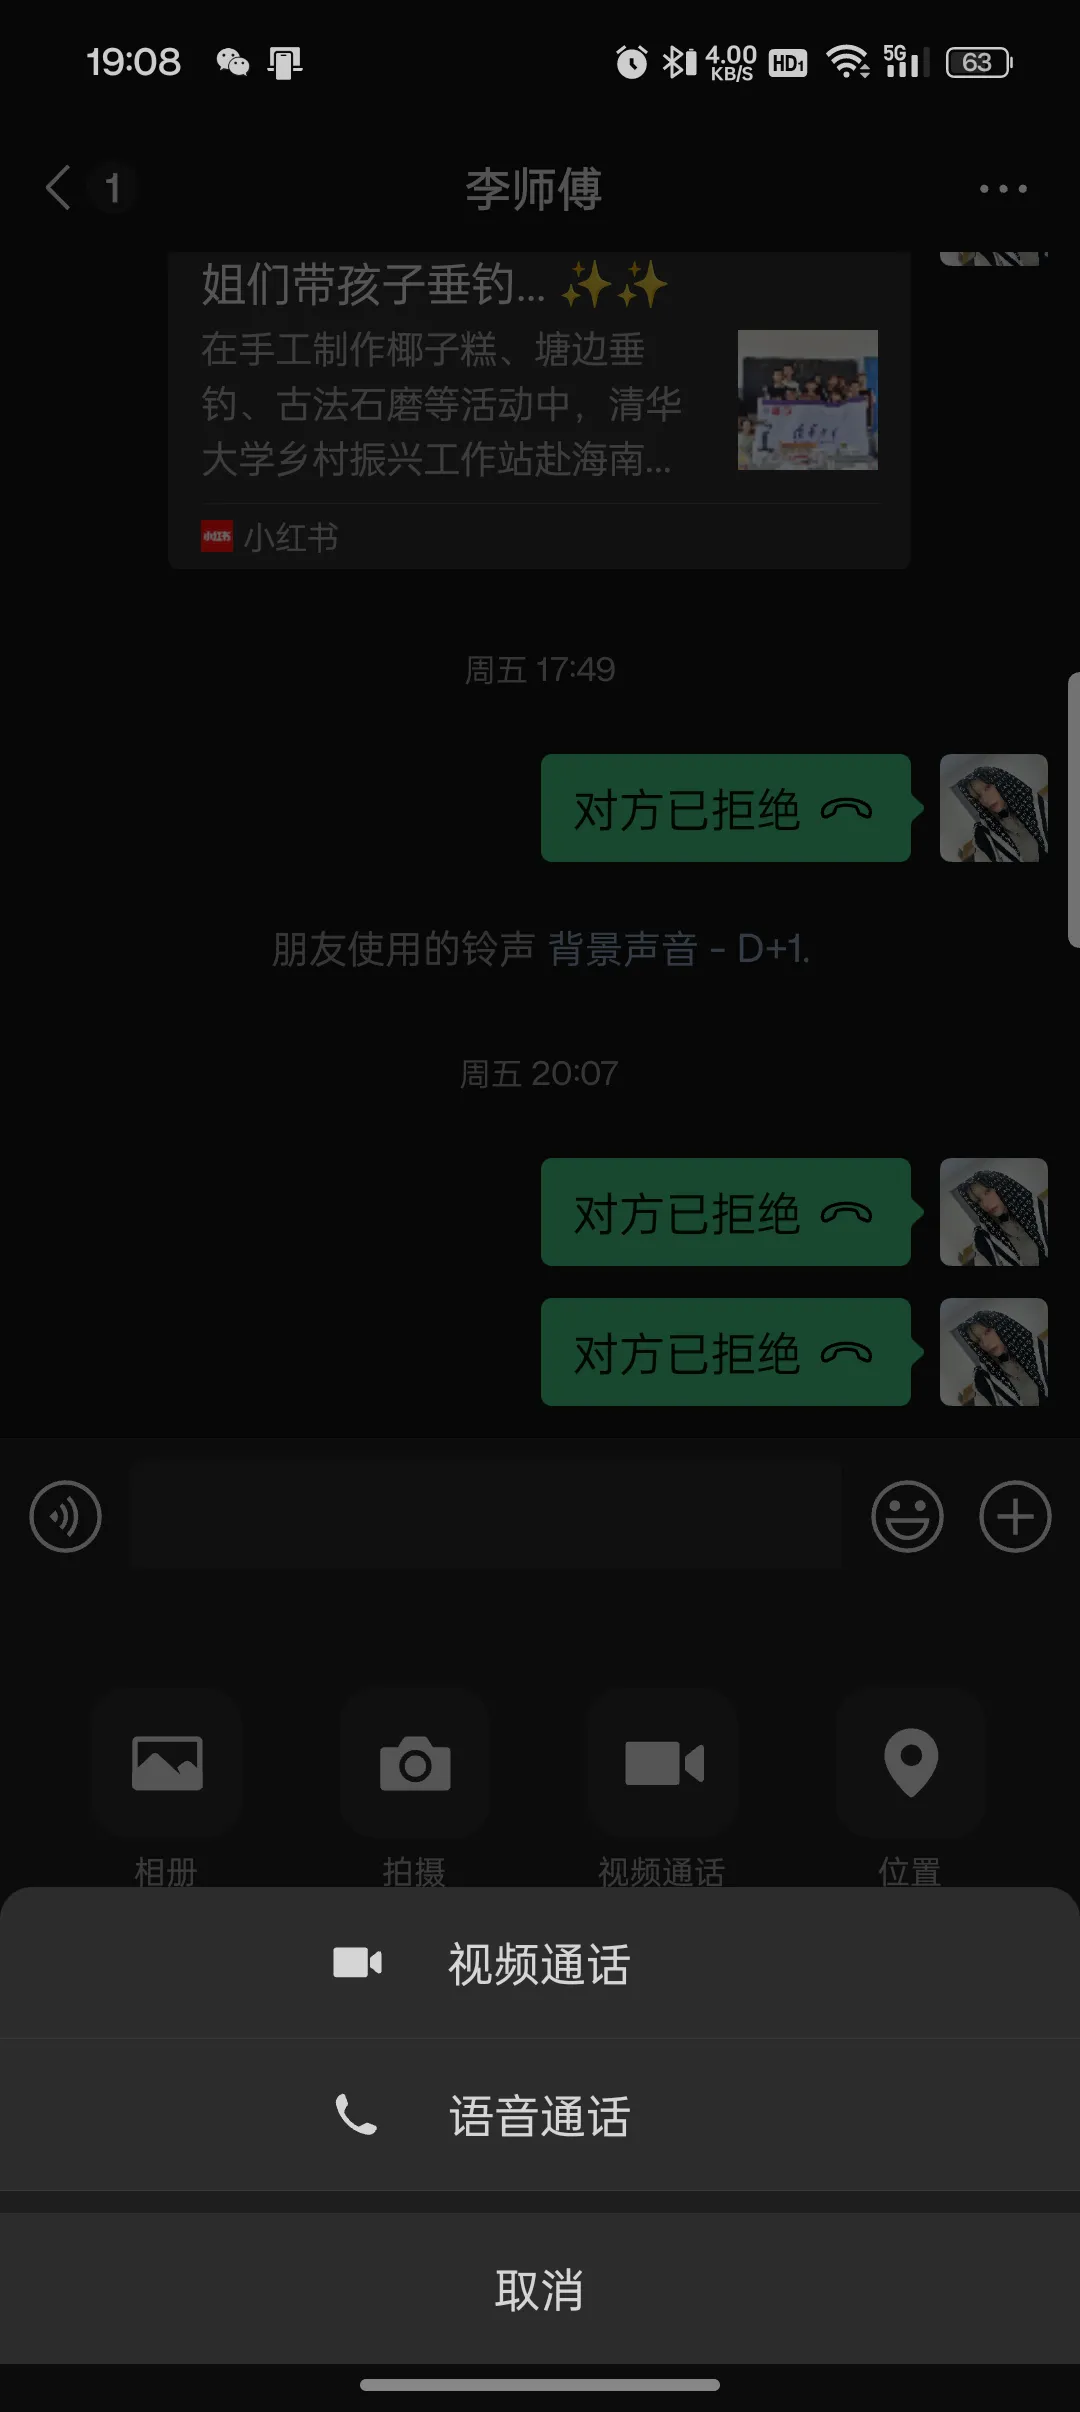 19:08
4.00
KB/S
HD1
5G
63
1
李师傅
姐们带孩子垂钓... ✨✨
在手工制作椰子糕、塘边垂
钓、古法石磨等活动中，清华
大学乡村振兴工作站赴海南...
小红书
小红书
周五 17:49
对方已拒绝
朋友使用的铃声 背景声音 – D+1.
周五 20:07
对方已拒绝
对方已拒绝
相册
拍摄
视频通话
位置
视频通话
语音通话
取消